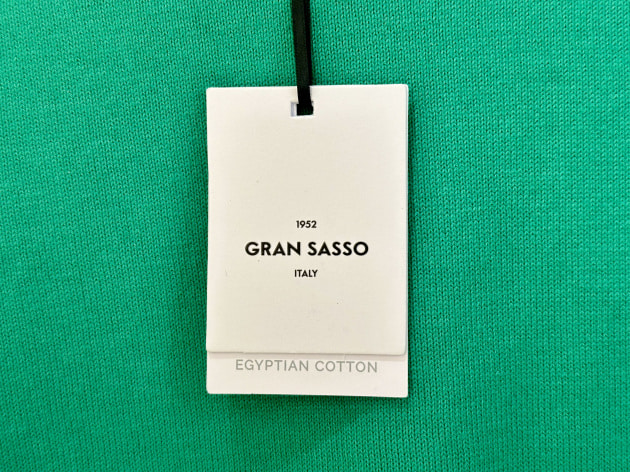 1952
GRAN SASSO
ITALY
EGYPTIAN COTTON